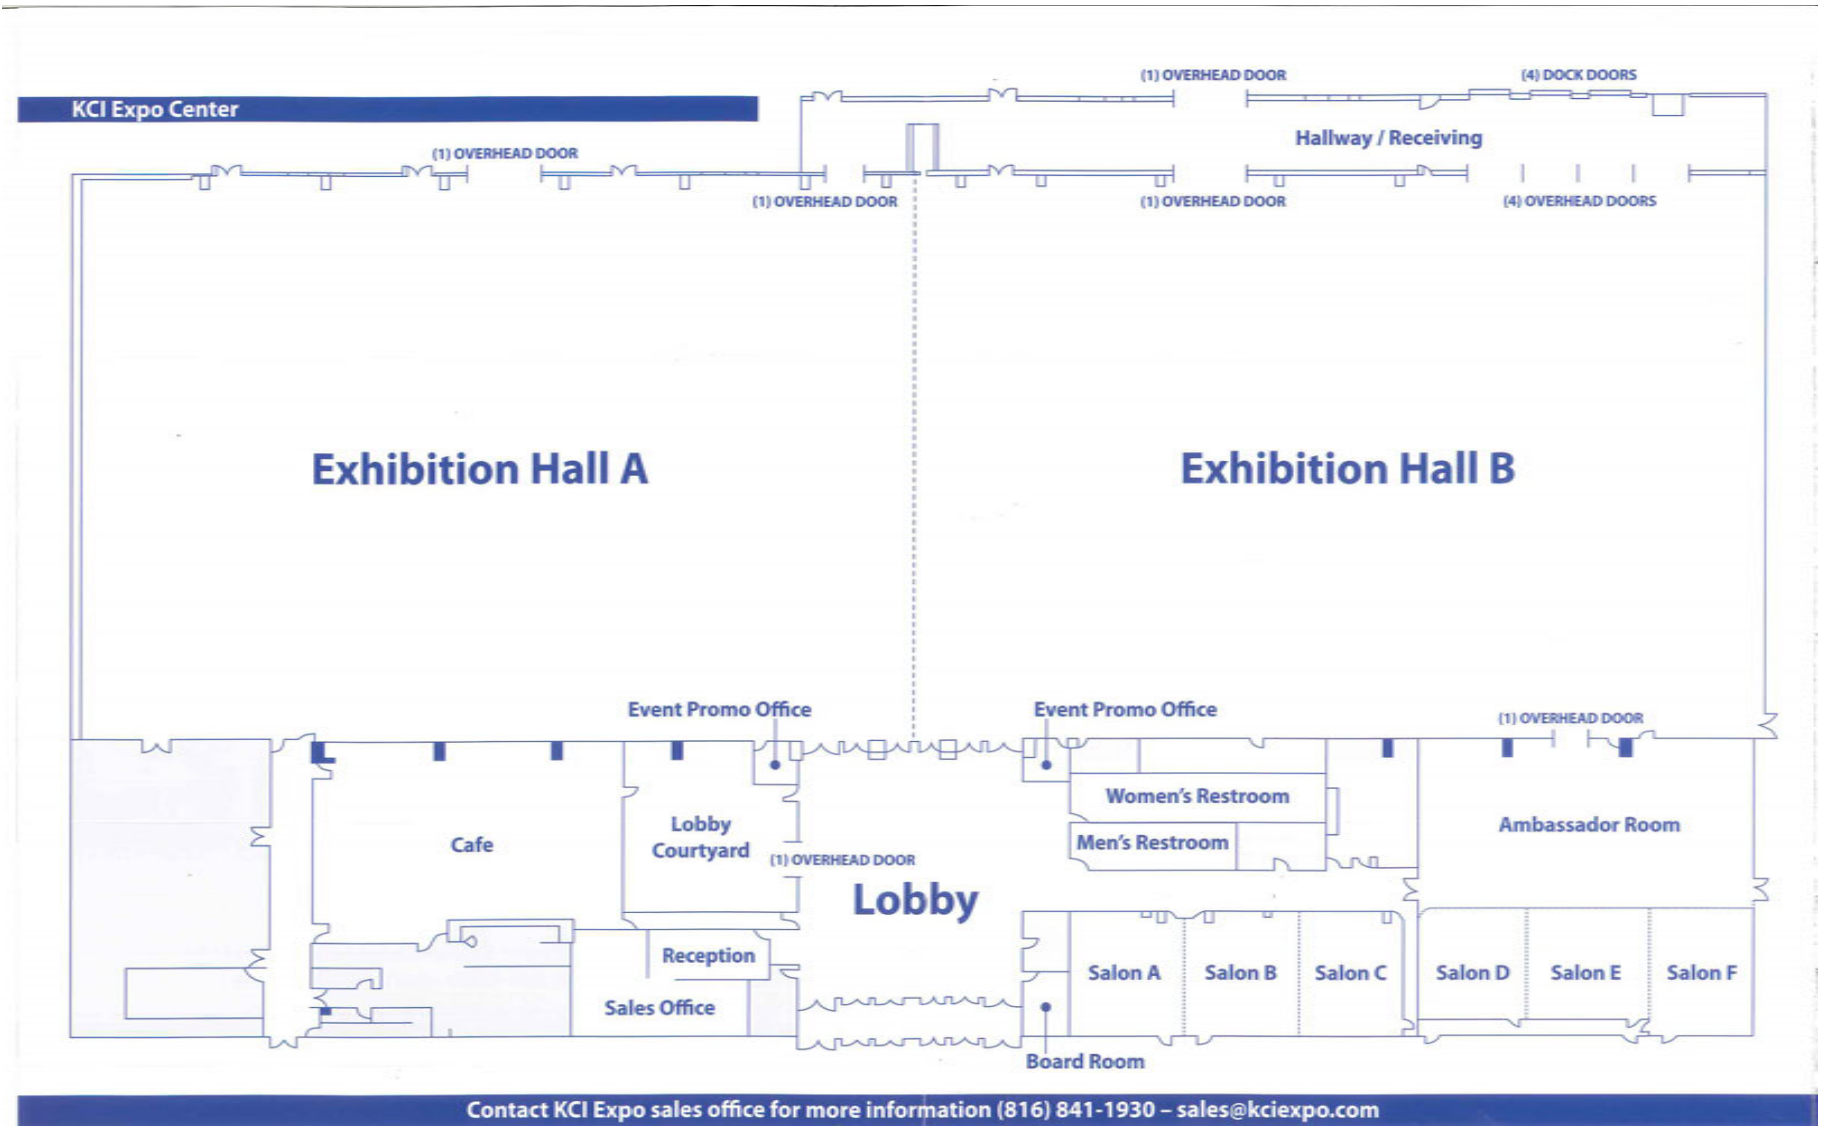 (1) OVERHEAD DOOR
(4) DOCK DOORS
KCI Expo Center
Hallway / Receiving
(1) OVERHEAD DOOR
(1) OVERHEAD DOOR
(1) OVERHEAD DOOR
(4) OVERHEAD DOORS
Exhibition Hall A
Exhibition Hall B
Event Promo Office
Event Promo Office
(1) OVERHEAD DOOR
Women's Restroom
Lobby
Courtyard
Ambassador Room
Cafe
Men's Restroom
(1) OVERHEAD DOOR
Lobby
Reception
Salon A
Salon B
Salon C
Salon D
Salon E
Salon F
Sales Office
Board Room
Contact KCI Expo sales office for more information (816) 841-1930 – sales@kciexpo.com